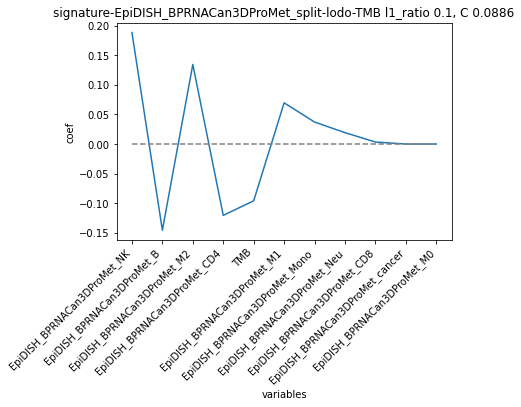 signature-EpiDISH_BPRNACan3DProMet_split-lodo-TMB l1_ratio 0.1, C 0.0886
0.20
0.15
0.10
0.05
0.00
−0.05
−0.10
−0.15
coef
EpiDISH_BPRNACan3DProMet_NK
EpiDISH_BPRNACan3DProMet_B
EpiDISH_BPRNACan3DProMet_M2
EpiDISH_BPRNACan3DProMet_CD4
TMB
EpiDISH_BPRNACan3DProMet_M1
EpiDISH_BPRNACan3DProMet_Mono
EpiDISH_BPRNACan3DProMet_Neu
EpiDISH_BPRNACan3DProMet_CD8
EpiDISH_BPRNACan3DProMet_cancer
EpiDISH_BPRNACan3DProMet_M0
variables